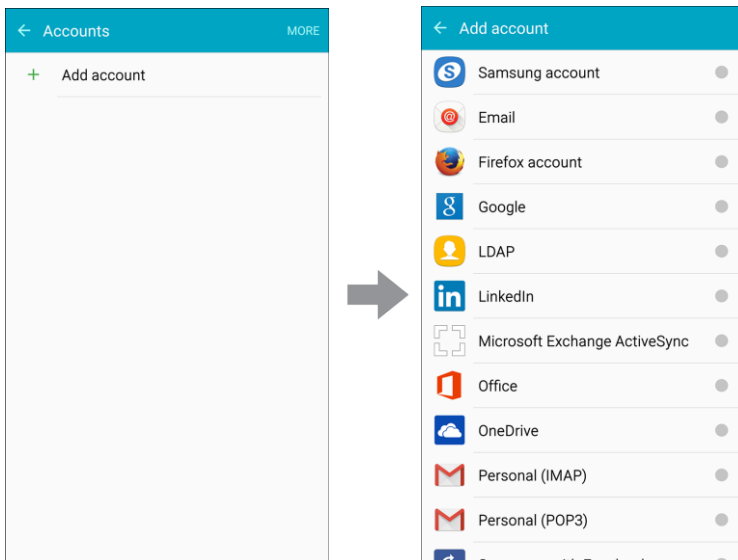 Accounts
MORE
Add account
Add account
Samsung account
Email
Firefox account
Google
LDAP
LinkedIn
Microsoft Exchange ActiveSync
Office
OneDrive
Personal (IMAP)
Personal (POP3)